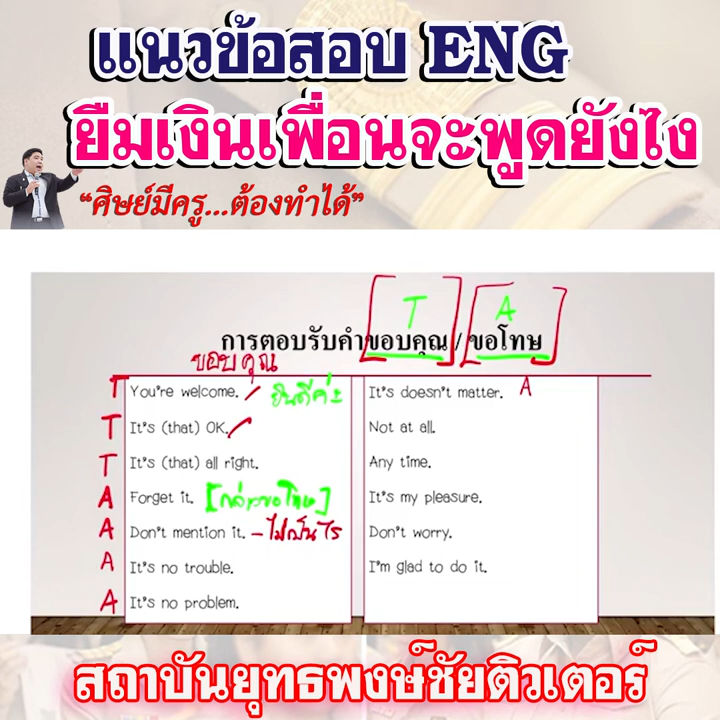 แนวข้อสอบ ENG
ยืมเงินเพื่อนจะพูดยังไง
“ศิษย์มีครู...ต้องทำได้”
T A
การตอบรับคำขอบคุณ / ขอโทษ
ขอบคุณ
T You’re welcome. ยินดีค่ะ
T It’s (that) OK.
T It’s (that) all right.
A Forget it. [กล่าวขอโทษ]
A Don’t mention it. - ไม่เป็นไร
A It’s no trouble.
A It’s no problem.
It’s doesn’t matter. A
Not at all.
Any time.
It’s my pleasure.
Don’t worry.
I’m glad to do it.
สถาบันยุทธพงษ์ชัยติวเตอร์